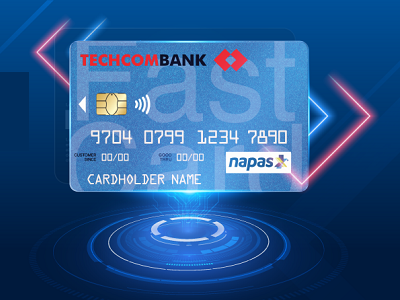 TECHCOMBANK
Fast
Card
9704 0799 1234 7890
CUSTOMER SINCE 00/00 GOOD THRU 00/00
CARDHOLDER NAME
napas